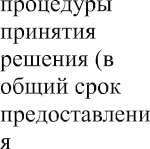 процедуры
принятия
решения (в
общий срок
предоставлени
я